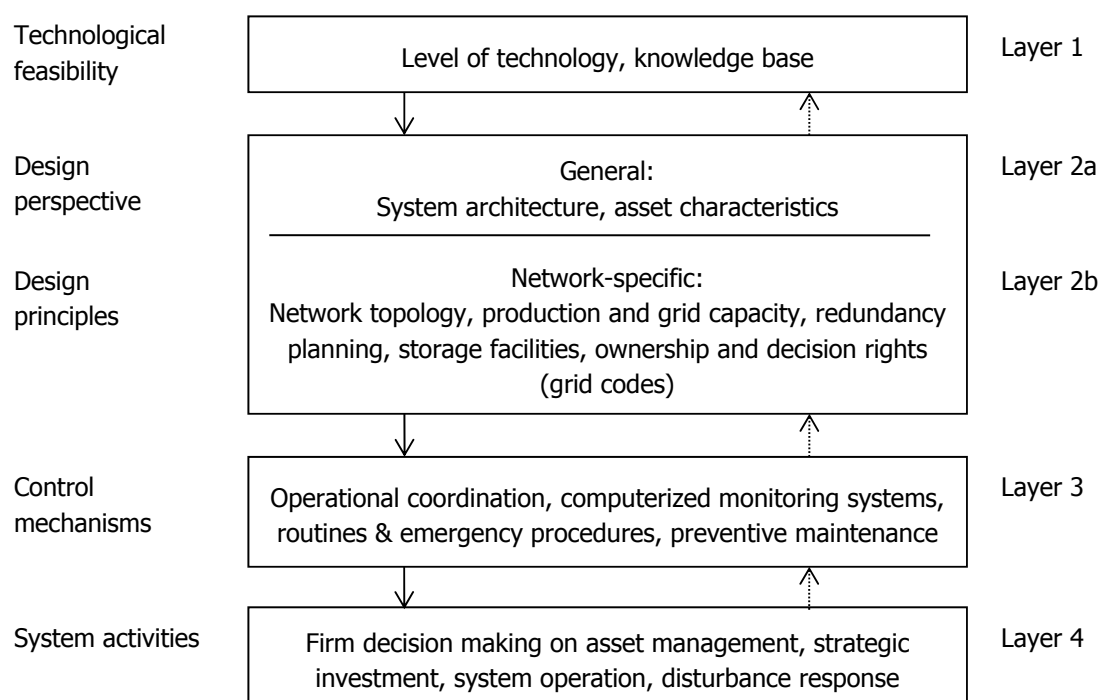 Technological
feasibility
Level of technology, knowledge base
Layer 1
Design
perspective
General:
System architecture, asset characteristics
Layer 2a
Design
principles
Network-specific:
Network topology, production and grid capacity, redundancy
planning, storage facilities, ownership and decision rights
(grid codes)
Layer 2b
Control
mechanisms
Operational coordination, computerized monitoring systems,
routines & emergency procedures, preventive maintenance
Layer 3
System activities
Firm decision making on asset management, strategic
investment, system operation, disturbance response
Layer 4